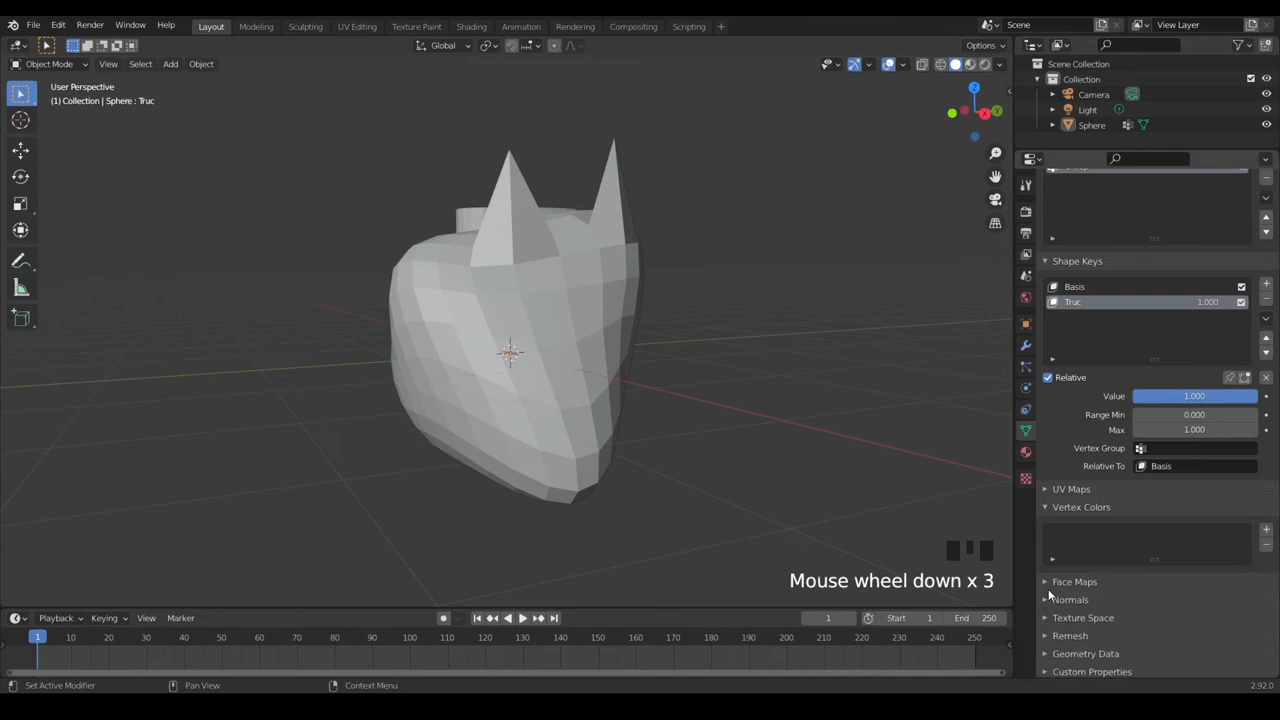 File Edit Render Window Help
Layout Modeling Sculpting UV Editing Texture Paint Shading Animation Rendering Compositing Scripting
Scene View Layer
Global Options
Object Mode View Select Add Object
User Perspective
(1) Collection | Sphere : Truc
Z
X
Y
Scene Collection
Collection
Camera
Light
Sphere
Shape Keys
Basis
Truc 1.000
Relative
Value 1.000
Range Min 0.000
Max 1.000
Vertex Group
Relative To Basis
UV Maps
Vertex Colors
Face Maps
Normals
Texture Space
Remesh
Geometry Data
Custom Properties
Mouse wheel down x 3
Playback Keying View Marker 1 Start 1 End 250
1 10 20 30 40 50 60 70 80 90 100 110 120 130 140 150 160 170 180 190 200 210 220 230 240 250
Set Active Modifier Pan View Context Menu 2.92.0